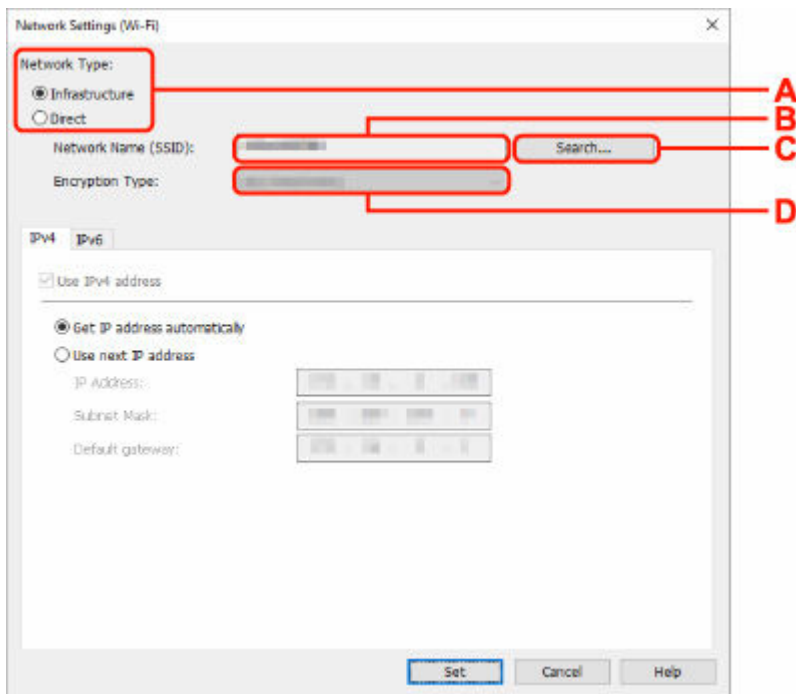 Network Settings (Wi-Fi)
Network Type:
Infrastructure
Direct
A
B
Network Name (SSID):
Search...
C
Encryption Type:
D
IPv4 IPv6
Use IPv4 address
Get IP address automatically
Use next IP address
IP Address:
Subnet Mask:
Default gateway:
Set Cancel Help